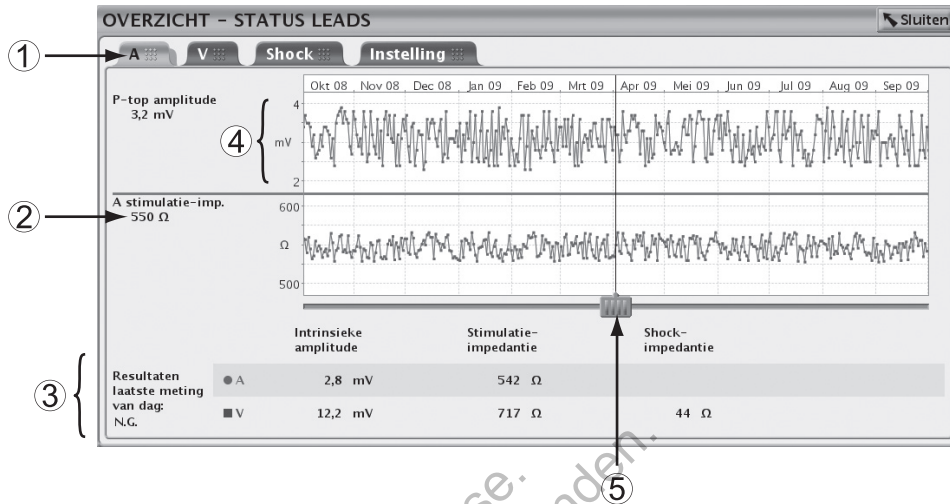 OVERZICHT – STATUS LEADS
Sluiten
1
A V Shock Instelling
Okt 08 Nov 08 Dec 08 Jan 09 Feb 09 Mrt 09 Apr 09 Mei 09 Jun 09 Jul 09 Aug 09 Sep 09
P-top amplitude
3,2 mV
4
4
mV
2
2
A stimulatie-imp.
550 Ω
600
Ω
500
Intrinsieke amplitude
Stimulatie-impedantie
Shock-impedantie
3
Resultaten
laatste meting
van dag:
N.G.
A 2,8 mV 542 Ω
V 12,2 mV 717 Ω 44 Ω
5